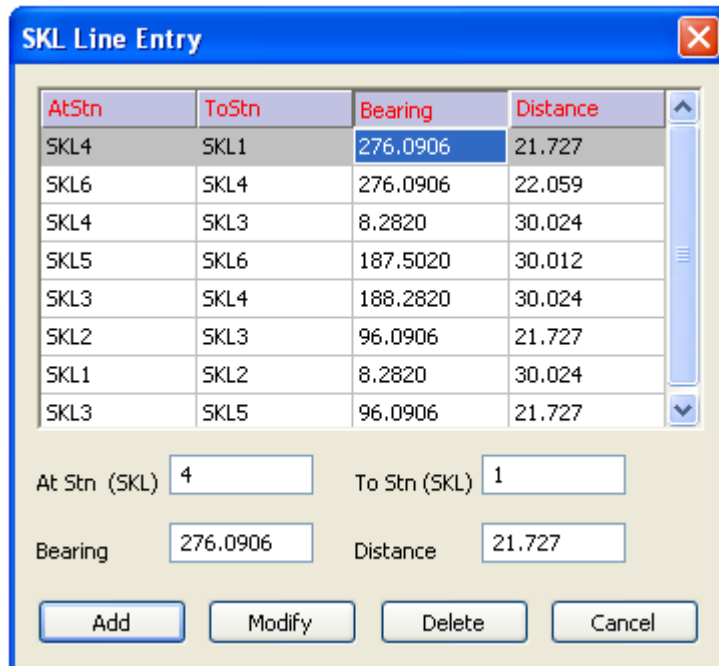 SKL Line Entry
AtStn ToStn Bearing Distance
SKL4 SKL1 276.0906 21.727
SKL6 SKL4 276.0906 22.059
SKL4 SKL3 8.2820 30.024
SKL5 SKL6 187.5020 30.012
SKL3 SKL4 188.2820 30.024
SKL2 SKL3 96.0906 21.727
SKL1 SKL2 8.2820 30.024
SKL3 SKL5 96.0906 21.727
At Stn (SKL) 4 To Stn (SKL) 1
Bearing 276.0906 Distance 21.727
Add Modify Delete Cancel